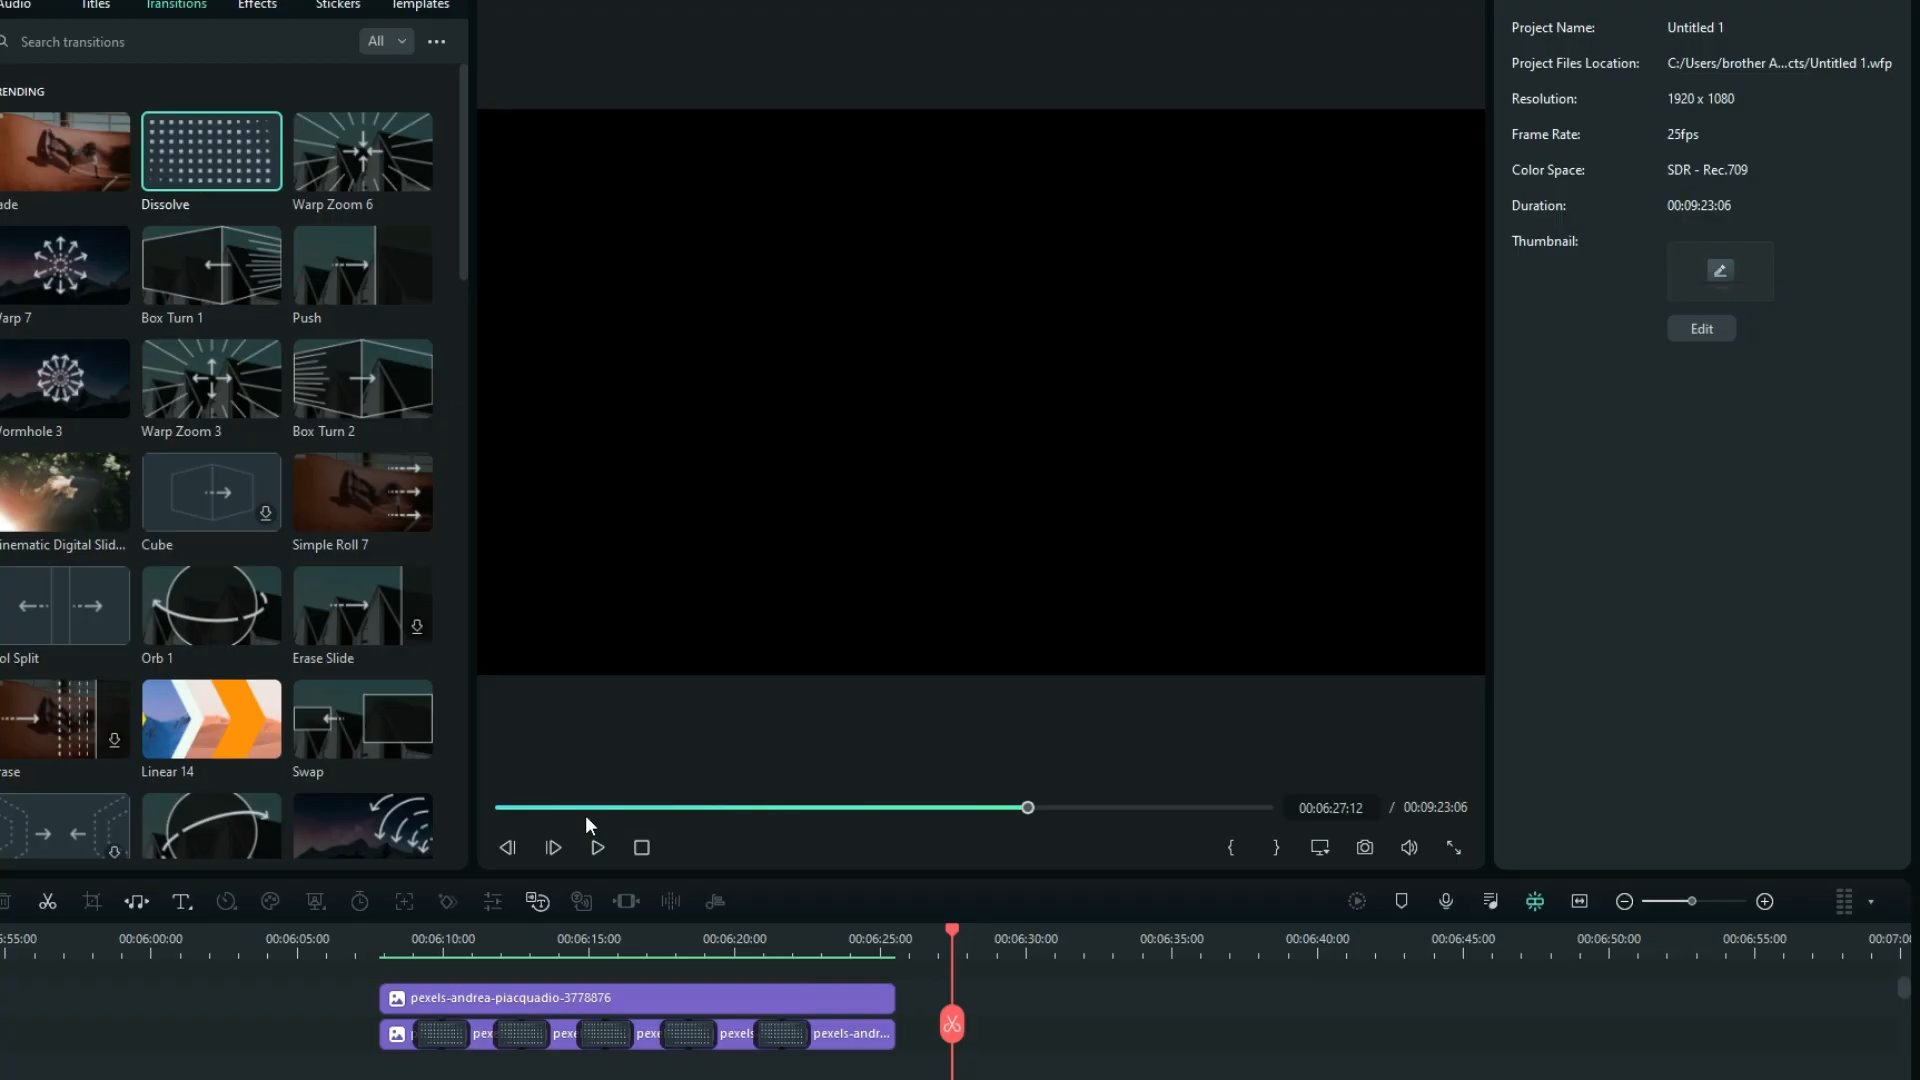 Audio Titles Transitions Effects Stickers Templates
Search transitions All
RENDING
ade Dissolve Warp Zoom 6
arp 7 Box Turn 1 Push
ormhole 3 Warp Zoom 3 Box Turn 2
inematic Digital Slid... Cube Simple Roll 7
ol Split Orb 1 Erase Slide
rase Linear 14 Swap
Project Name: Untitled 1
Project Files Location: C:/Users/brother A...cts/Untitled 1.wfp
Resolution: 1920 x 1080
Frame Rate: 25fps
Color Space: SDR - Rec.709
Duration: 00:09:23:06
Thumbnail:
Edit
00:06:27:12 / 00:09:23:06
5:55:00 00:06:00:00 00:06:05:00 00:06:10:00 00:06:15:00 00:06:20:00 00:06:25:00 00:06:30:00 00:06:35:00 00:06:40:00 00:06:45:00 00:06:50:00 00:06:55:00 00:07:0
pexels-andrea-piacquadio-3778876
p pex pexe pexe pexels pexels-andr...